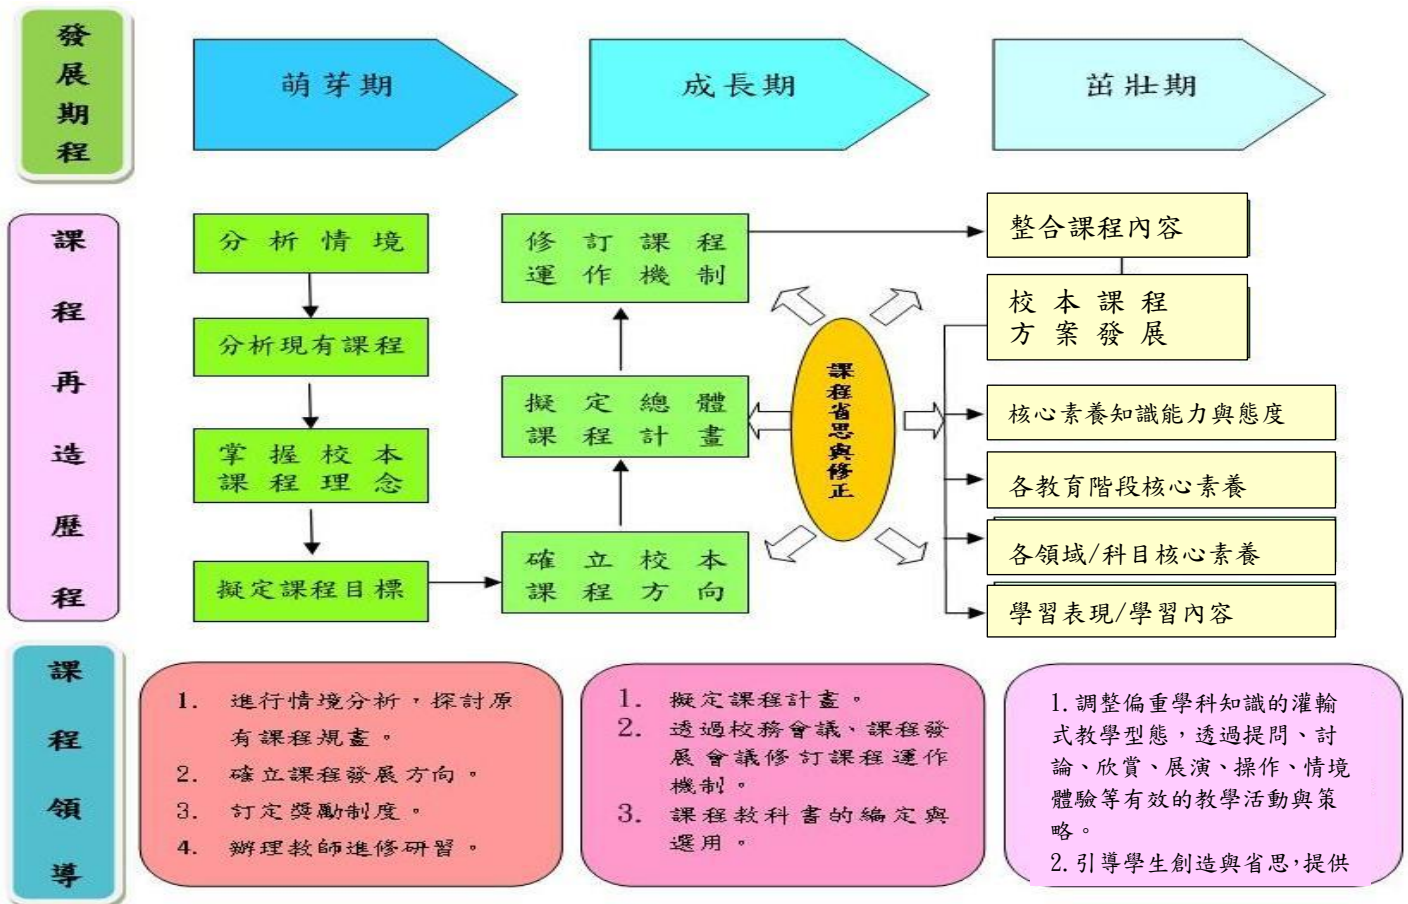 發展期程
萌芽期
成長期
茁壯期
課程再造歷程
分析情境
分析現有課程
掌握校本
課程理念
擬定課程目標
修訂課程
運作機制
擬定總體
課程計畫
確立校本
課程方向
課程省思與修正
整合課程內容
校本課程
方案發展
核心素養知識能力與態度
各教育階段核心素養
各領域/科目核心素養
學習表現/學習內容
課程領導
1. 進行情境分析，探討原
有課程規畫。
2. 確立課程發展方向。
3. 訂定獎勵制度。
4. 辦理教師進修研習。
1. 擬定課程計畫。
2. 透過校務會議、課程發
展會議修訂課程運作
機制。
3. 課程教科書的編定與
選用。
1.調整偏重學科知識的灌輸
式教學型態，透過提問、討
論、欣賞、展演、操作、情境
體驗等有效的教學活動與策
略。
2.引導學生創造與省思，提供